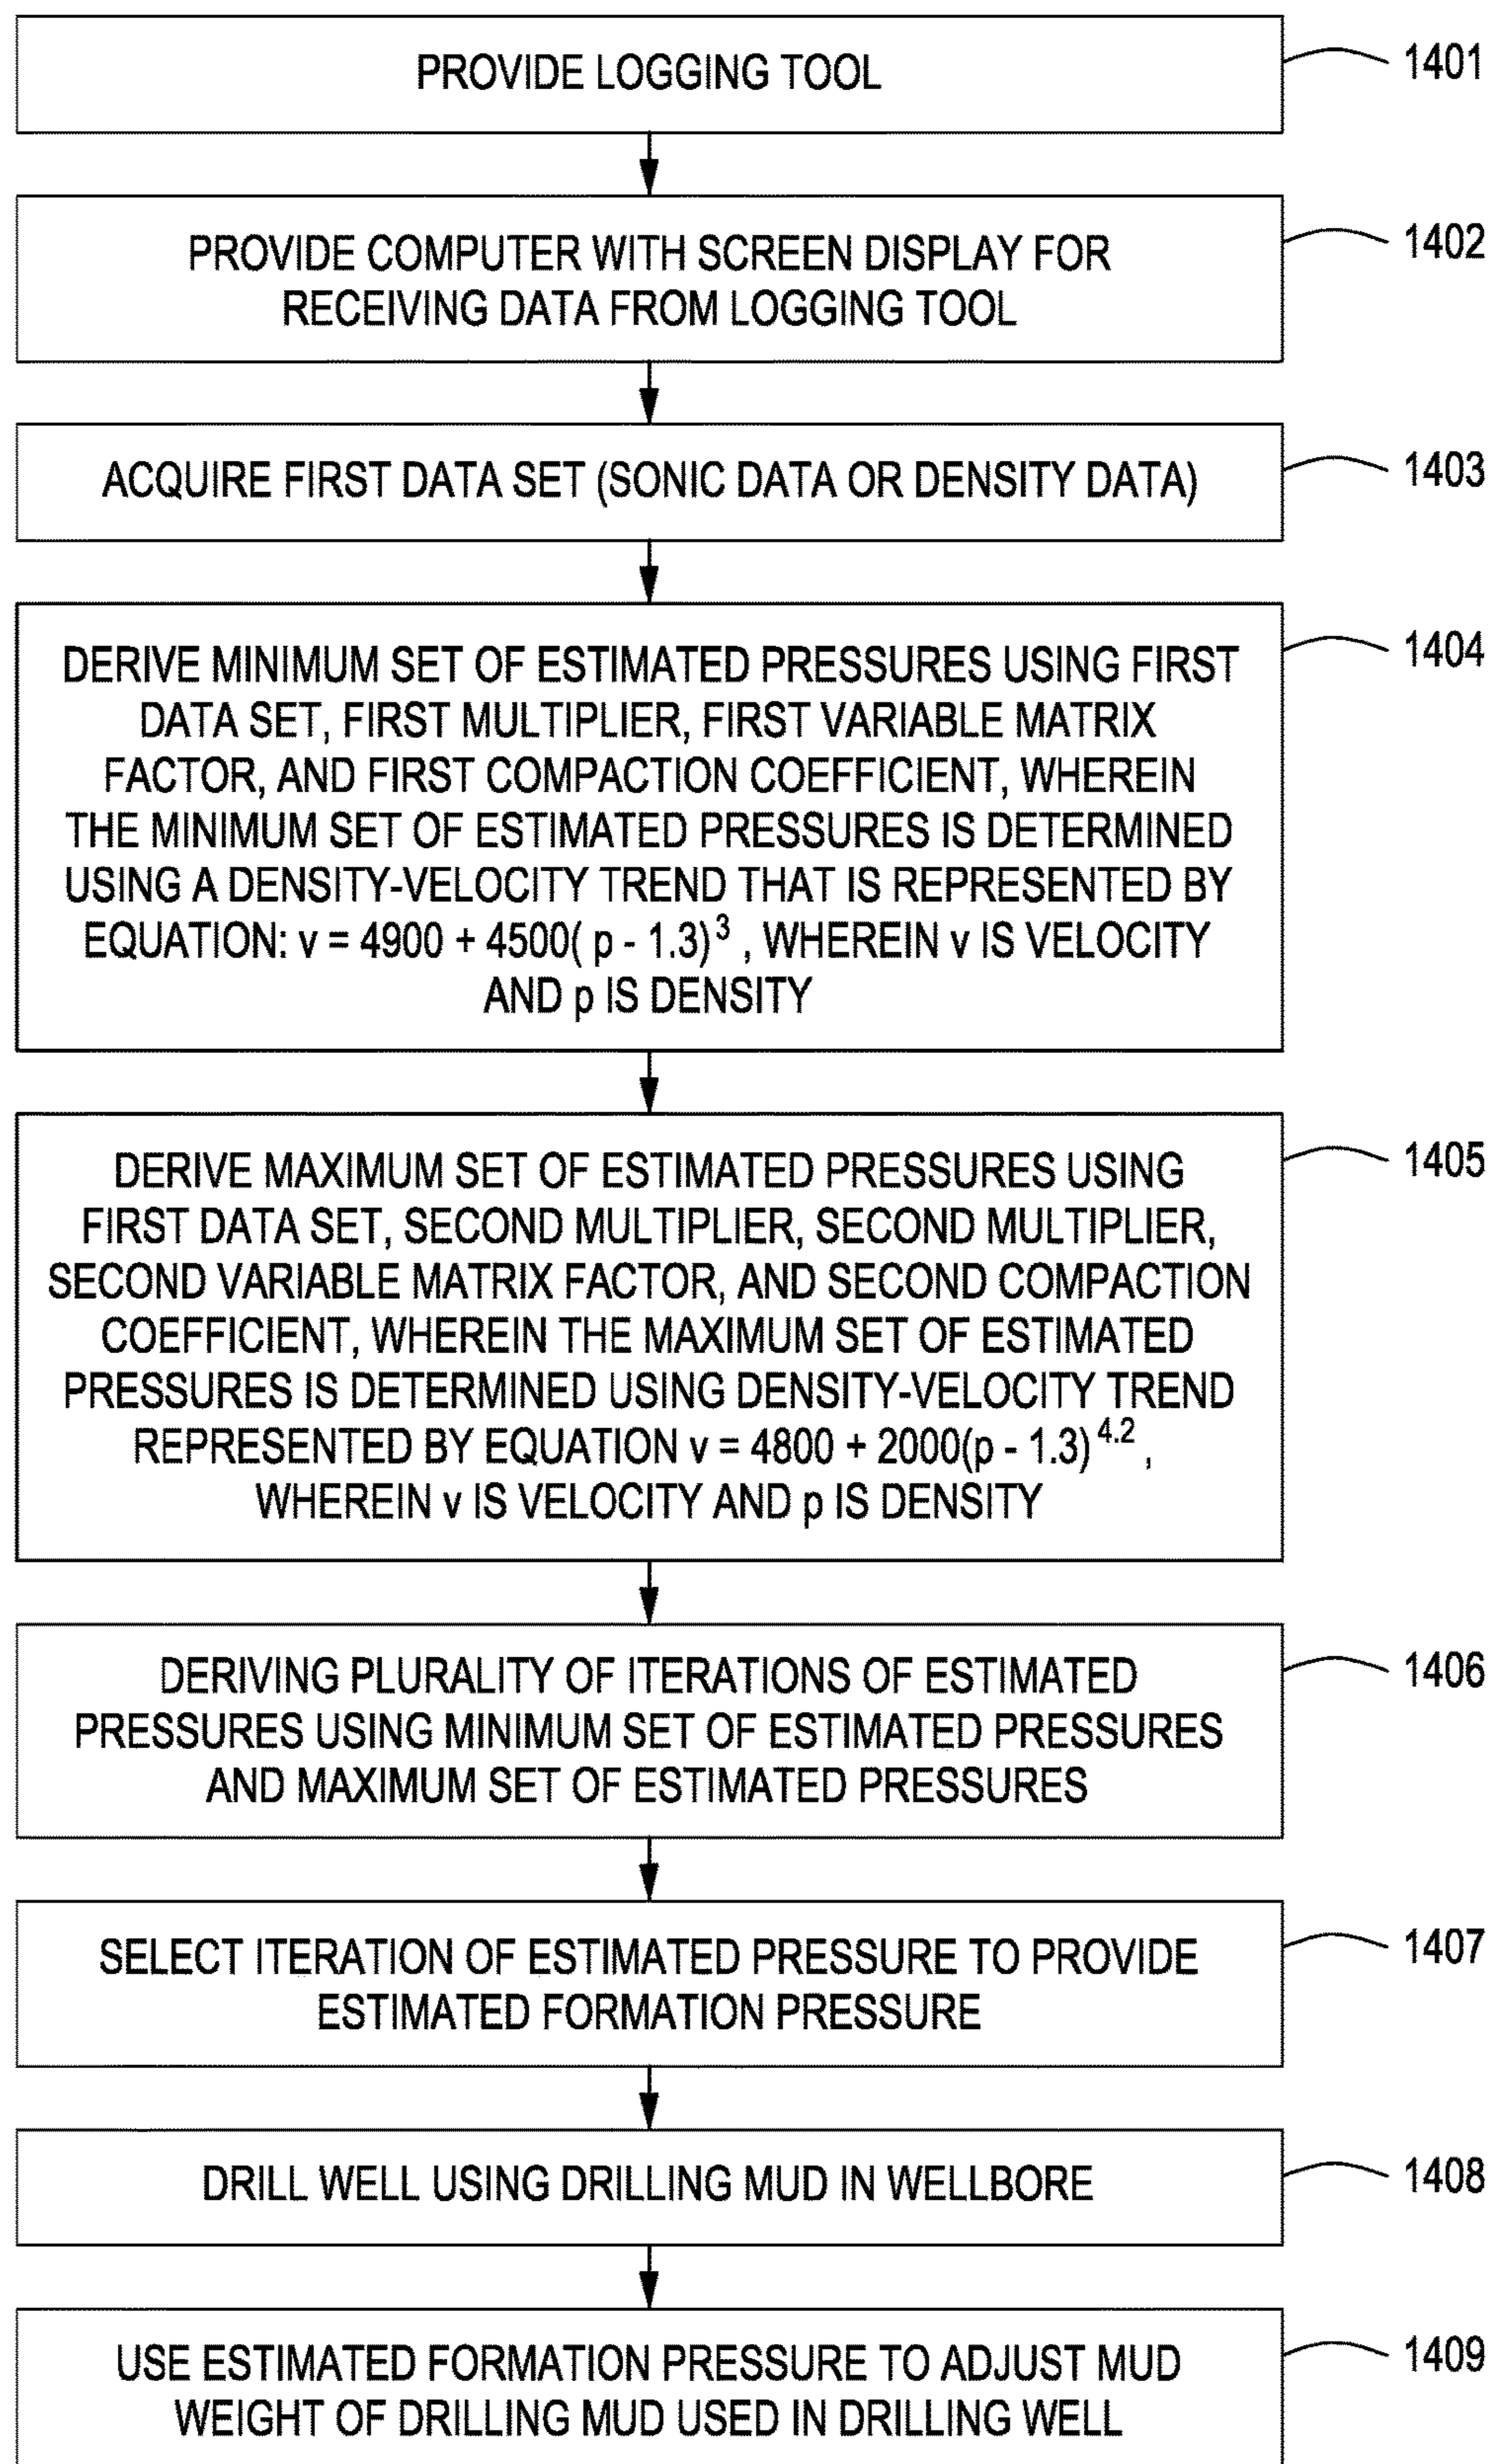 PROVIDE LOGGING TOOL
1401
PROVIDE COMPUTER WITH SCREEN DISPLAY FOR
RECEIVING DATA FROM LOGGING TOOL
1402
ACQUIRE FIRST DATA SET (SONIC DATA OR DENSITY DATA)
1403
DERIVE MINIMUM SET OF ESTIMATED PRESSURES USING FIRST
DATA SET, FIRST MULTIPLIER, FIRST VARIABLE MATRIX
FACTOR, AND FIRST COMPACTION COEFFICIENT, WHEREIN
THE MINIMUM SET OF ESTIMATED PRESSURES IS DETERMINED
USING A DENSITY-VELOCITY TREND THAT IS REPRESENTED BY
EQUATION: v = 4900 + 4500( p - 1.3)³ , WHEREIN v IS VELOCITY
AND p IS DENSITY
1404
DERIVE MAXIMUM SET OF ESTIMATED PRESSURES USING
FIRST DATA SET, SECOND MULTIPLIER, SECOND MULTIPLIER,
SECOND VARIABLE MATRIX FACTOR, AND SECOND COMPACTION
COEFFICIENT, WHEREIN THE MAXIMUM SET OF ESTIMATED
PRESSURES IS DETERMINED USING DENSITY-VELOCITY TREND
REPRESENTED BY EQUATION v = 4800 + 2000(p - 1.3)^4.2 ,
WHEREIN v IS VELOCITY AND p IS DENSITY
1405
DERIVING PLURALITY OF ITERATIONS OF ESTIMATED
PRESSURES USING MINIMUM SET OF ESTIMATED PRESSURES
AND MAXIMUM SET OF ESTIMATED PRESSURES
1406
SELECT ITERATION OF ESTIMATED PRESSURE TO PROVIDE
ESTIMATED FORMATION PRESSURE
1407
DRILL WELL USING DRILLING MUD IN WELLBORE
1408
USE ESTIMATED FORMATION PRESSURE TO ADJUST MUD
WEIGHT OF DRILLING MUD USED IN DRILLING WELL
1409